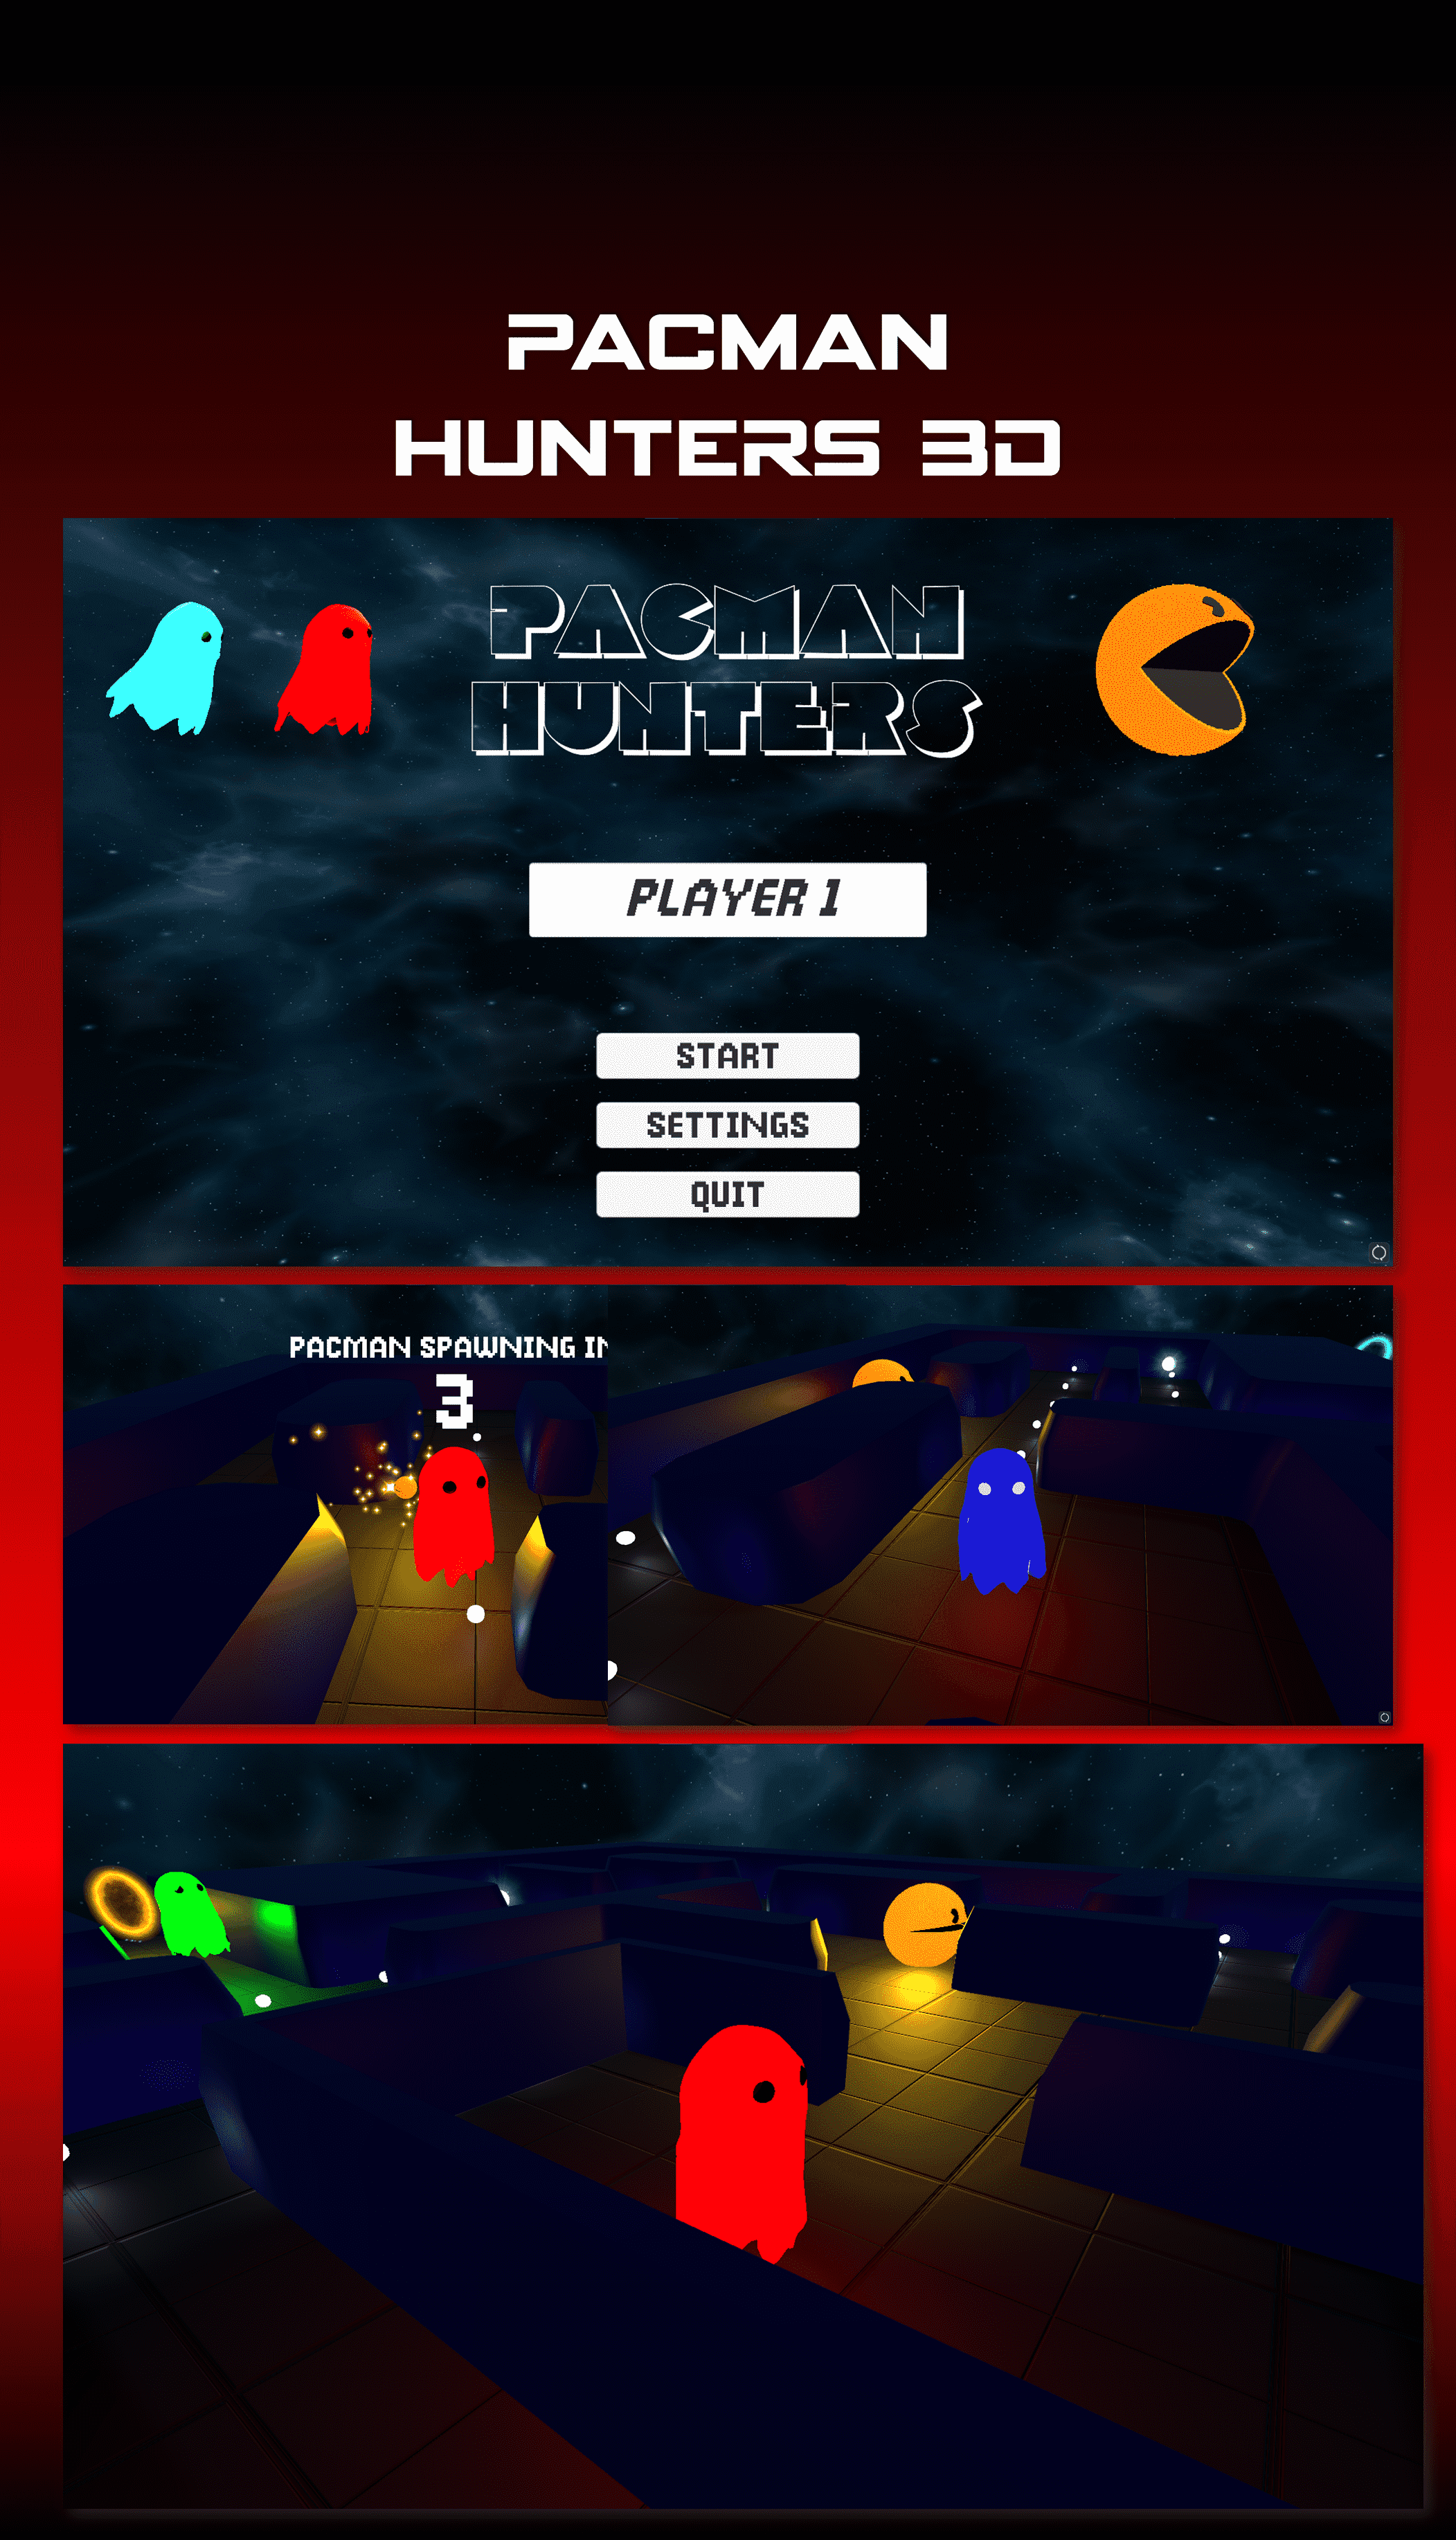 PACMAN
HUNTERS 3D
PACMAN
HUNTERS
PLAYER 1
START
SETTINGS
QUIT
PACMAN SPAWNING IN
3